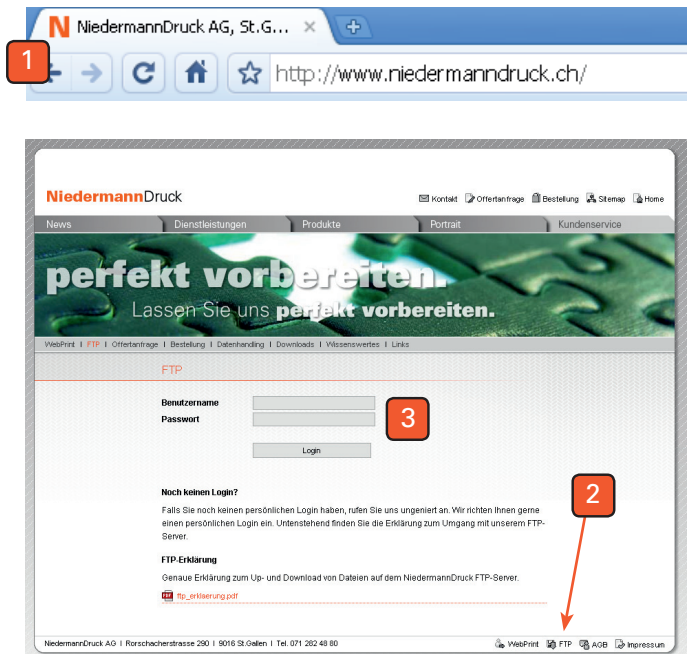 NiedermannDruck AG, St.G...
1
http://www.niedermanndruck.ch/
NiedermannDruck
Kontakt Offertanfrage Bestellung Sitemap Home
News Dienstleistungen Produkte Portrait Kundenservice
perfekt vorbereiten.
Lassen Sie uns perfekt vorbereiten.
WebPrint I FTP I Offertanfrage I Bestellung I Datenhandling I Downloads I Wissenswertes I Links
FTP
Benutzername
Passwort
3
Login
Noch keinen Login?
2
Falls Sie noch keinen persönlichen Login haben, rufen Sie uns ungeniert an. Wir richten Ihnen gerne
einen persönlichen Login ein. Untenstehend finden Sie die Erklärung zum Umgang mit unserem FTP-
Server.
FTP-Erklärung
Genaue Erklärung zum Up- und Download von Dateien auf dem NiedermannDruck FTP-Server.
ftp_erklaerung.pdf
NiedermannDruck AG I Rorschacherstrasse 290 I 9016 St.Gallen I Tel. 071 282 48 80
WebPrint FTP AGB Impressum